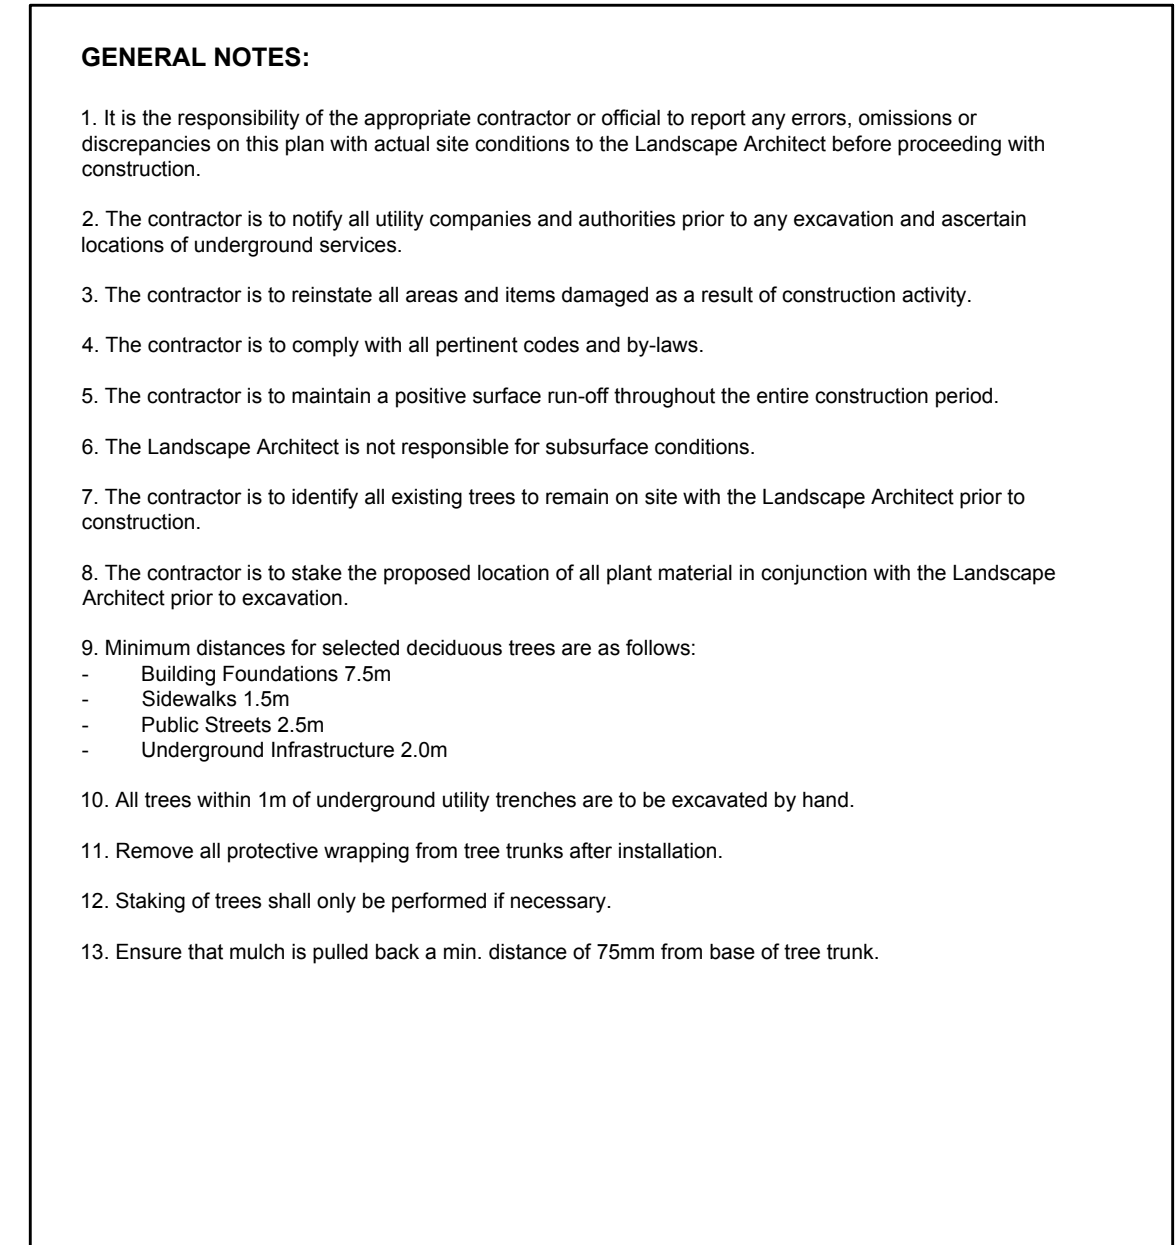 GENERAL NOTES:
1. It is the responsibility of the appropriate contractor or official to report any errors, omissions or
discrepancies on this plan with actual site conditions to the Landscape Architect before proceeding with
construction.
2. The contractor is to notify all utility companies and authorities prior to any excavation and ascertain
locations of underground services.
3. The contractor is to reinstate all areas and items damaged as a result of construction activity.
4. The contractor is to comply with all pertinent codes and by-laws.
5. The contractor is to maintain a positive surface run-off throughout the entire construction period.
6. The Landscape Architect is not responsible for subsurface conditions.
7. The contractor is to identify all existing trees to remain on site with the Landscape Architect prior to
construction.
8. The contractor is to stake the proposed location of all plant material in conjunction with the Landscape
Architect prior to excavation.
9. Minimum distances for selected deciduous trees are as follows:
- Building Foundations 7.5m
- Sidewalks 1.5m
- Public Streets 2.5m
- Underground Infrastructure 2.0m
10. All trees within 1m of underground utility trenches are to be excavated by hand.
11. Remove all protective wrapping from tree trunks after installation.
12. Staking of trees shall only be performed if necessary.
13. Ensure that mulch is pulled back a min. distance of 75mm from base of tree trunk.